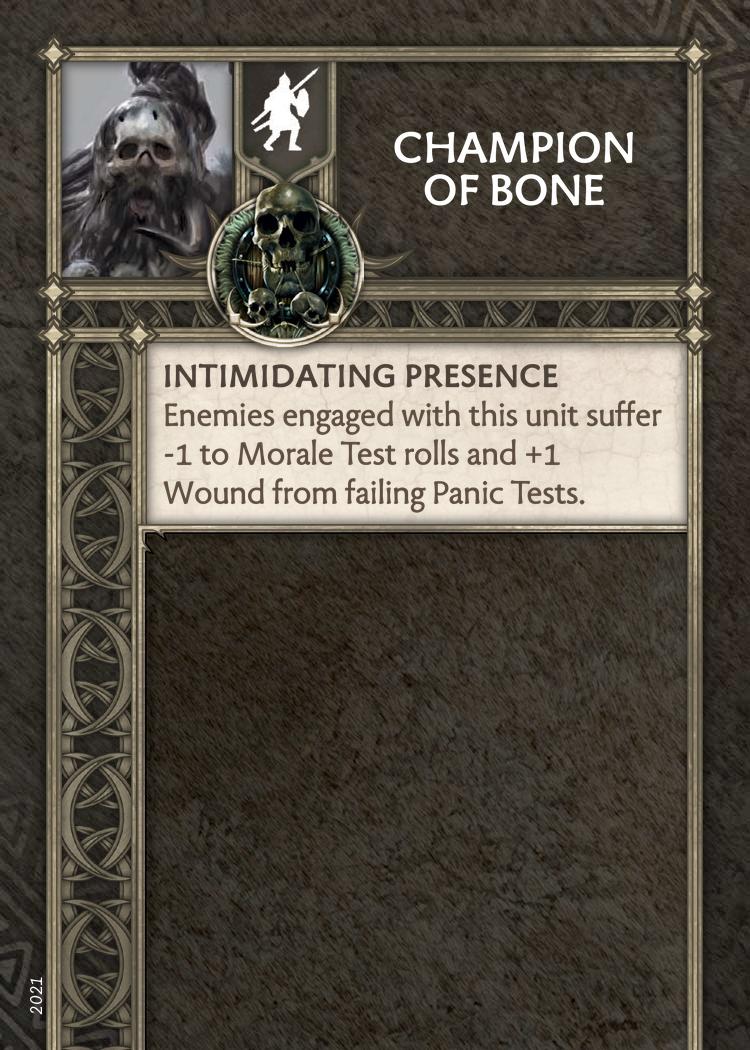 CHAMPION
OF BONE
INTIMIDATING PRESENCE
Enemies engaged with this unit suffer
-1 to Morale Test rolls and +1
Wound from failing Panic Tests.
2021